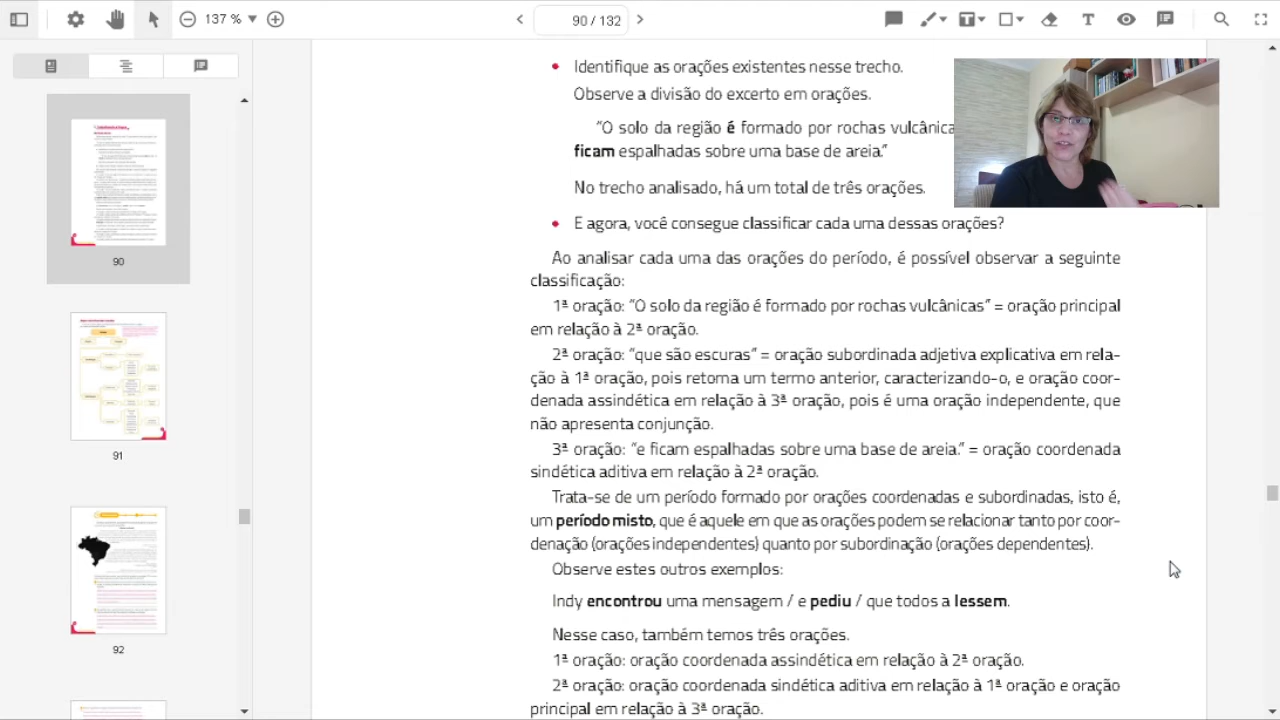 137 %
90 / 132
Identifique as orações existentes nesse trecho.
Observe a divisão do excerto em orações.
“O solo da região é formado por rochas
ficam espalhadas sobre uma base de areia.”
No trecho analisado, há um total de três orações.
E agora, você consegue classificar cada uma dessas orações?
Ao analisar cada uma das orações do período, é possível observar a seguinte
classificação:
1ª oração: “O solo da região é formado por rochas vulcânicas” = oração principal
em relação à 2ª oração.
oração: “que são escuras” = oração subordinada adjetiva explicativa em rela-
ção à 1ª oração, pois retoma um termo anterior, caracterizando-o, e oração coor-
denada assindética em relação à 3ª oração, pois é uma oração independente, que
não apresenta conjunção.
3ª oração: “e ficam espalhadas sobre uma base de areia.” = oração coordenada
sindética aditiva em relação à 2ª oração.
Trata-se de um período formado por orações coordenadas e subordinadas, isto é,
que é aquele em que as orações podem se relacionar tanto por coor-
denação (orações independentes) quanto por subordinação (orações dependentes).
Observe estes outros exemplos:
uma mensagem / / que todos a lessem.
Nesse caso, também temos três orações.
1ª oração: oração coordenada assindética em relação à 2ª oração.
2ª oração: oração coordenada sindética aditiva em relação à 1ª oração e oração
principal em relação à 3ª oração.
90
91
92